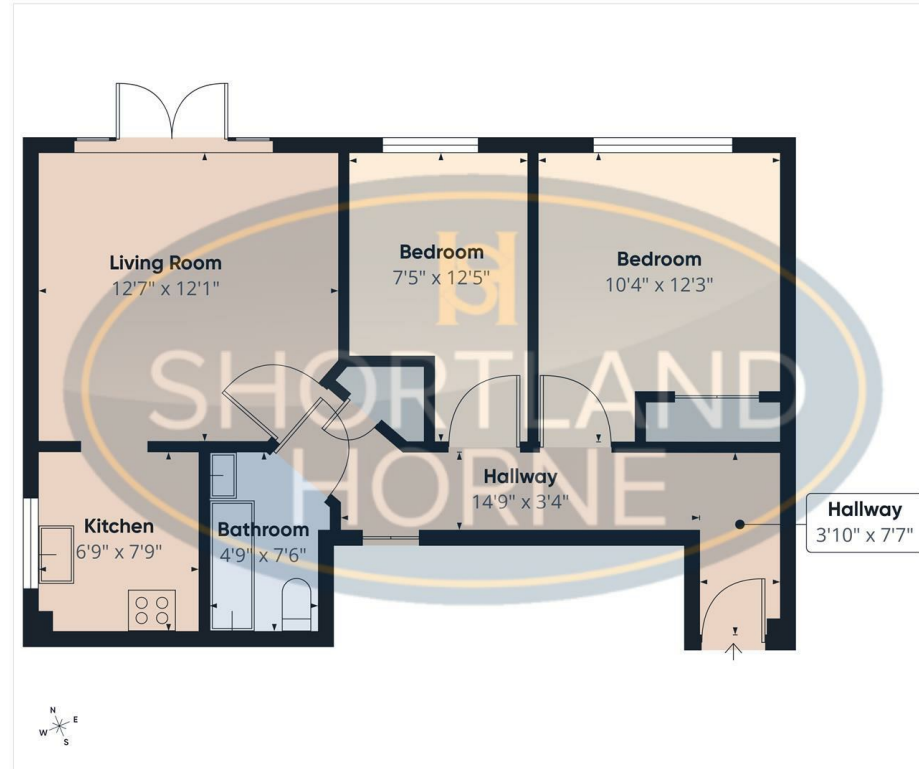 Living Room
12'7" x 12'1"
Bedroom
7'5" x 12'5"
Bedroom
10'4" x 12'3"
SHORTLAND
HORNE
Hallway
14'9" x 3'4"
Hallway
3'10" x 7'7"
Kitchen
6'9" x 7'9"
Bathroom
4'9" x 7'6"
N
E
W
S